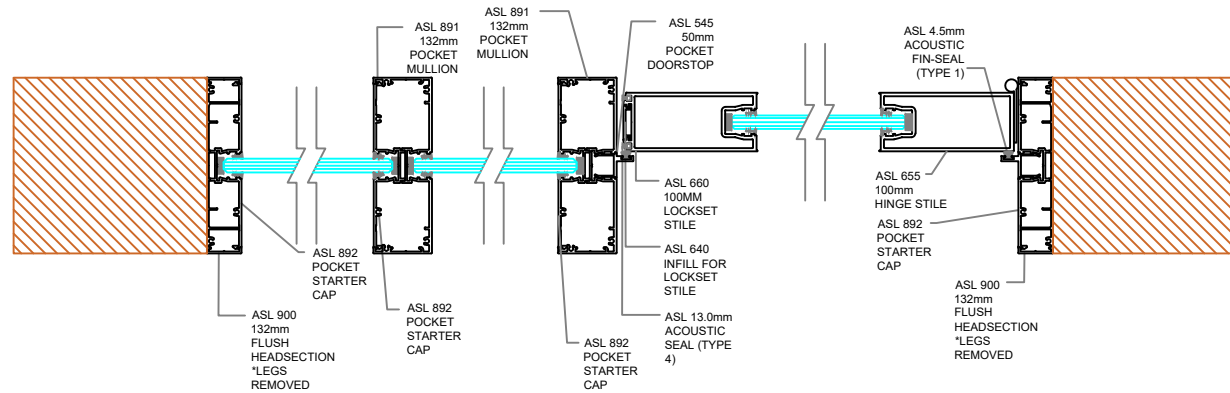 ASL 891
132mm
POCKET
MULLION
ASL 891
132mm
POCKET
MULLION
ASL 545
50mm
POCKET
DOORSTOP
ASL 4.5mm
ACOUSTIC
FIN-SEAL
(TYPE 1)
ASL 892
POCKET
STARTER
CAP
ASL 900
132mm
FLUSH
HEADSECTION
*LEGS
REMOVED
ASL 892
POCKET
STARTER
CAP
ASL 892
POCKET
STARTER
CAP
ASL 660
100MM
LOCKSET
STILE
ASL 640
INFILL FOR
LOCKSET
STILE
ASL 13.0mm
ACOUSTIC
SEAL (TYPE
4)
ASL 655
100mm
HINGE STILE
ASL 892
POCKET
STARTER
CAP
ASL 900
132mm
FLUSH
HEADSECTION
*LEGS
REMOVED